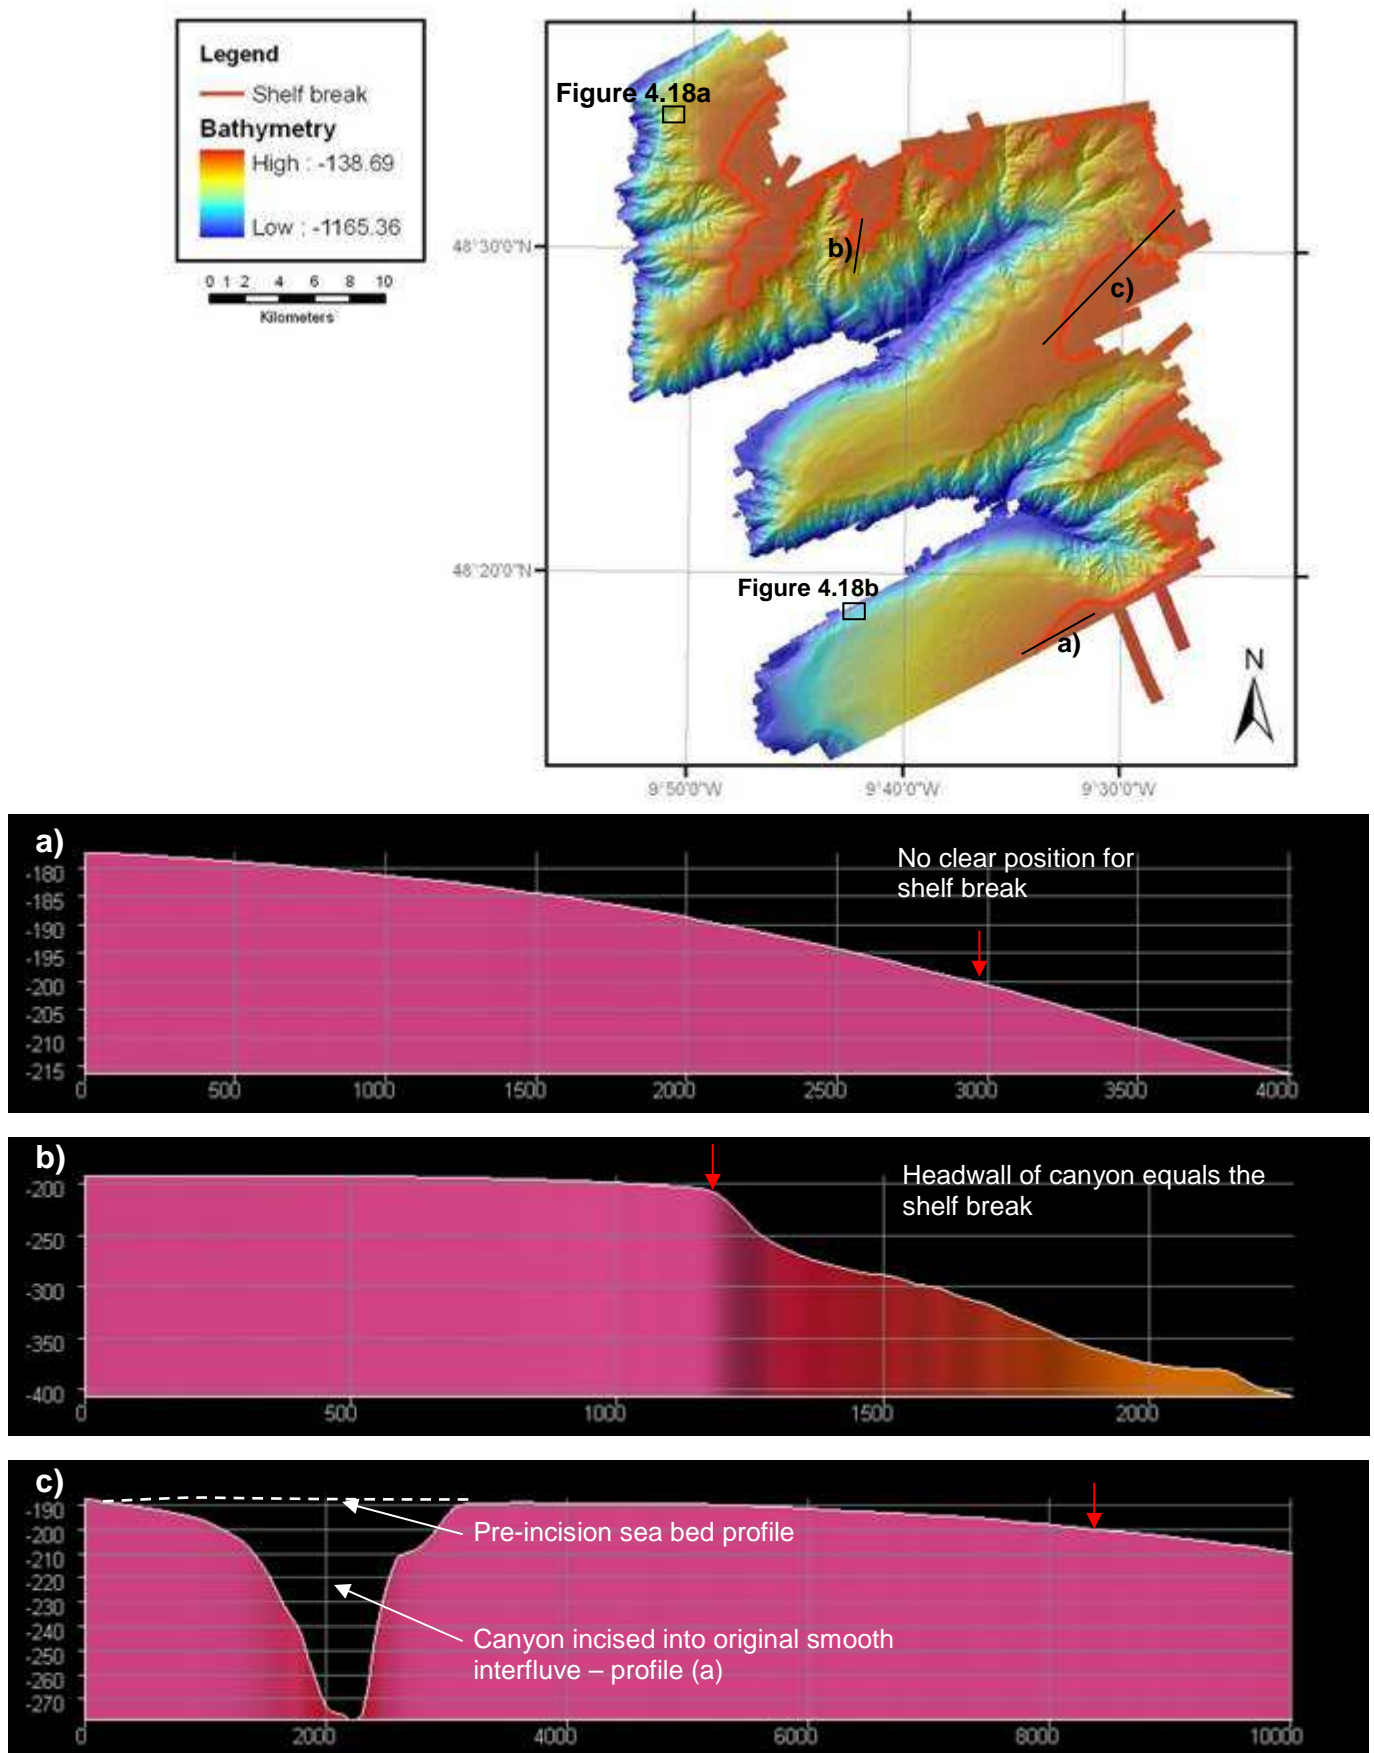 Legend
Shelf break
Bathymetry
High : -138.69
Low : -1165.36
0 1 2 4 6 8 10
Kilometers
Figure 4.18a
48°30'0"N
b)
c)
48°20'0"N
Figure 4.18b
a)
N
9°50'0"W 9°40'0"W 9°30'0"W
a)
No clear position for
shelf break
-180
-185
-190
-195
-200
-205
-210
-215
0 500 1000 1500 2000 2500 3000 3500 4000
b)
Headwall of canyon equals the
shelf break
-200
-250
-300
-350
-400
0 500 1000 1500 2000
c)
-190
-200
-210
-220
-230
-240
-250
-260
-270
Pre-incision sea bed profile
Canyon incised into original smooth
interfluve – profile (a)
0 2000 4000 6000 8000 10000